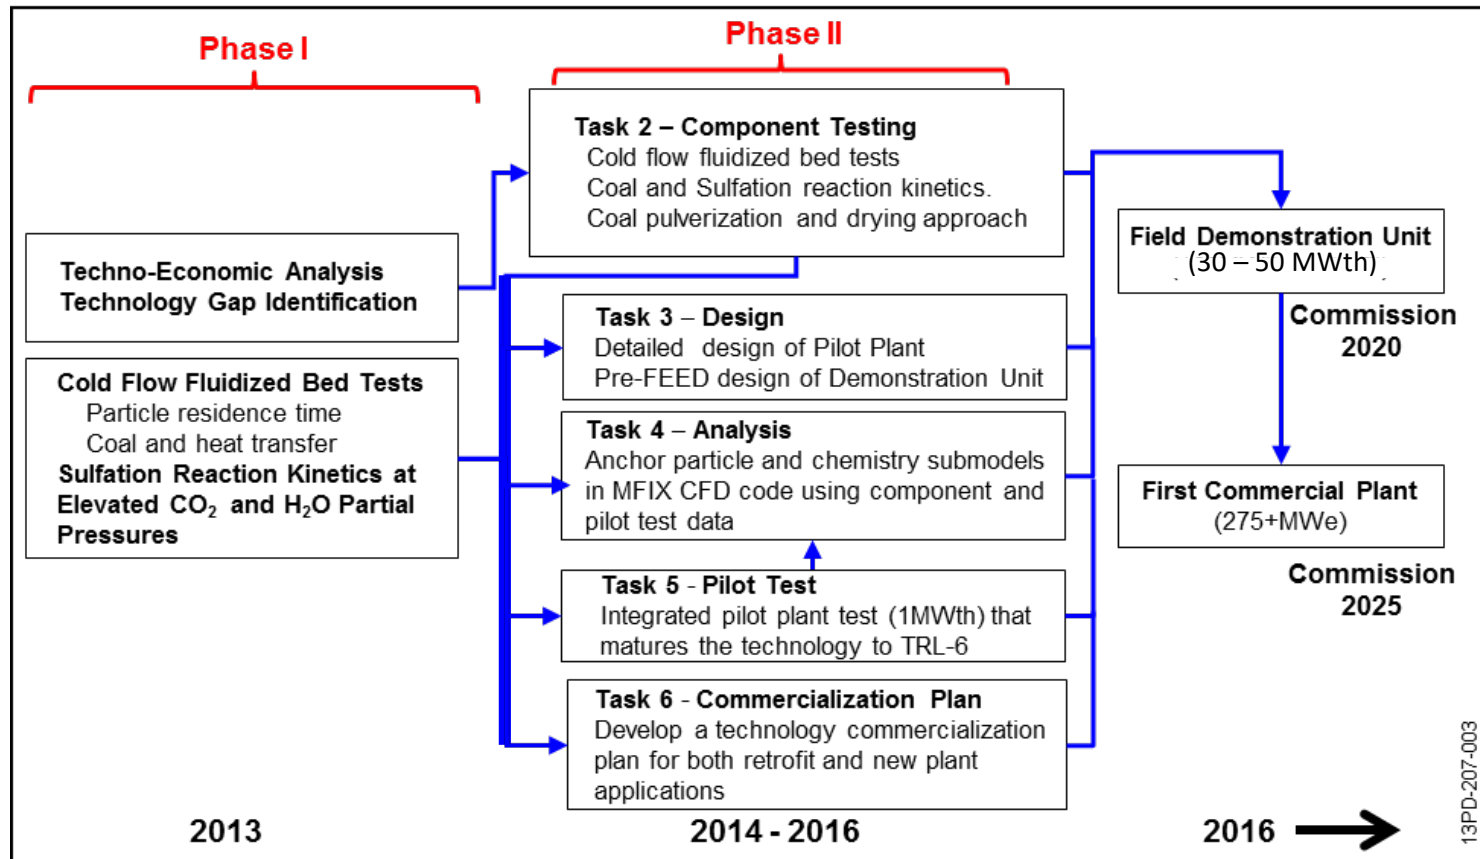 Phase I
Phase II
Techno-Economic Analysis
Technology Gap Identification
Cold Flow Fluidized Bed Tests
Particle residence time
Coal and heat transfer
Sulfation Reaction Kinetics at
Elevated CO₂ and H₂O Partial
Pressures
Task 2 – Component Testing
Cold flow fluidized bed tests
Coal and Sulfation reaction kinetics.
Coal pulverization and drying approach
Task 3 – Design
Detailed design of Pilot Plant
Pre-FEED design of Demonstration Unit
Task 4 – Analysis
Anchor particle and chemistry submodels
in MFIX CFD code using component and
pilot test data
Task 5 - Pilot Test
Integrated pilot plant test (1MWth) that
matures the technology to TRL-6
Task 6 - Commercialization Plan
Develop a technology commercialization
plan for both retrofit and new plant
applications
Field Demonstration Unit
(30 – 50 MWth)
Commission
2020
First Commercial Plant
(275+MWe)
Commission
2025
2013
2014 - 2016
2016
13PD-207-003